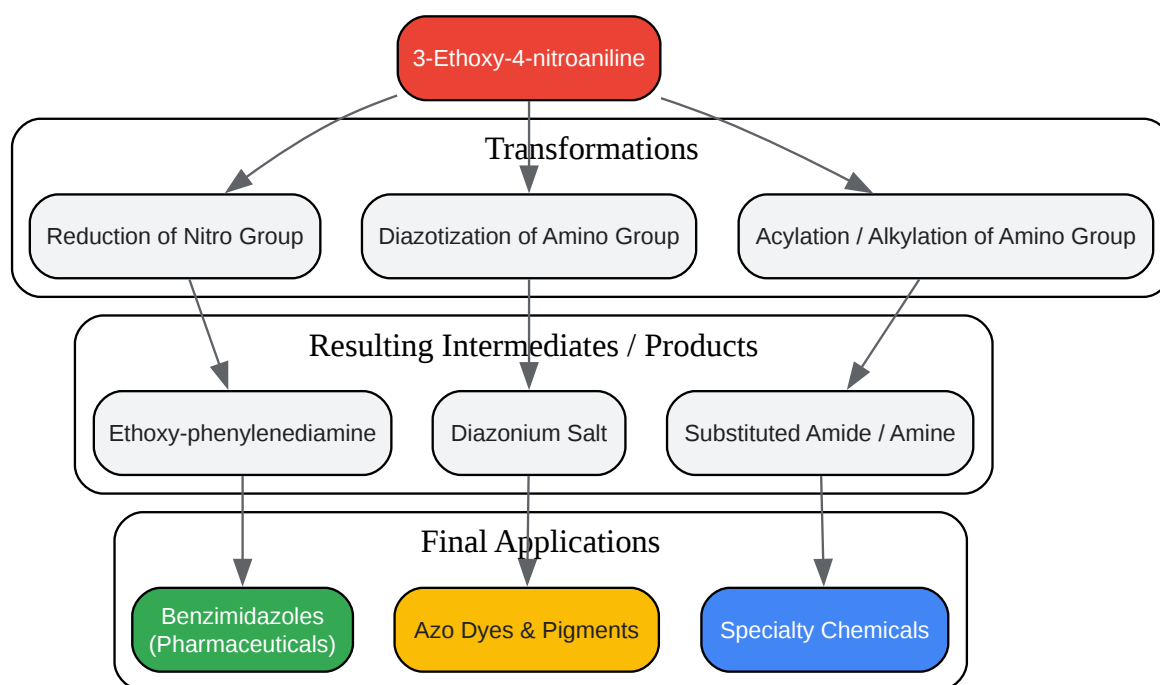 3-Ethoxy-4-nitroaniline
Transformations
Reduction of Nitro Group
Diazotization of Amino Group
Acylation / Alkylation of Amino Group
Resulting Intermediates / Products
Ethoxy-phenylenediamine
Diazonium Salt
Substituted Amide / Amine
Final Applications
Benzimidazoles
(Pharmaceuticals)
Azo Dyes & Pigments
Specialty Chemicals